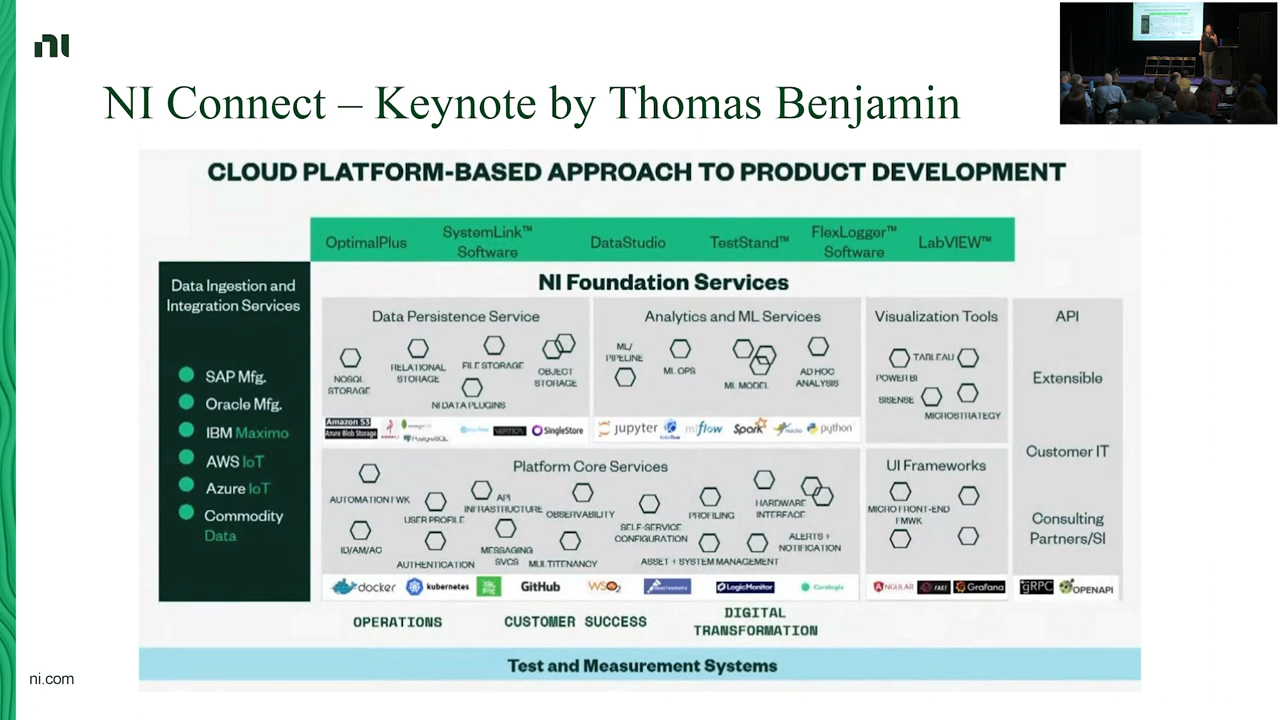 ni
NI Connect – Keynote by Thomas Benjamin
CLOUD PLATFORM-BASED APPROACH TO PRODUCT DEVELOPMENT
OptimalPlus
SystemLink™
Software
DataStudio
TestStand™
FlexLogger™
Software
LabVIEW™
Data Ingestion and
Integration Services
SAP Mfg.
Oracle Mfg.
IBM Maximo
AWS IoT
Azure IoT
Commodity
Data
NI Foundation Services
Data Persistence Service
NOSQL
STORAGE
RELATIONAL
STORAGE
FILE STORAGE
OBJECT
STORAGE
NI DATA PLUGINS
Amazon S3
Azure Blob Storage
PostgreSQL
VERTICA
SingleStore
Analytics and ML Services
ML/
PIPELINE
ML OPS
ML MODEL
AD HOC
ANALYSIS
jupyter
mlflow
Spark
python
Visualization Tools
TABLEAU
POWER BI
SISENSE
MICROSTRATEGY
API
Extensible
Customer IT
Consulting
Partners/SI
Platform Core Services
AUTOMATION FWK
USER PROFILE
API
INFRASTRUCTURE
OBSERVABILITY
SELF-SERVICE
CONFIGURATION
PROFILING
HARDWARE
INTERFACE
ALERTS +
NOTIFICATION
ID/AM/AC
AUTHENTICATION
MESSAGING
SVCS
MULTITENANCY
ASSET + SYSTEM MANAGEMENT
docker
kubernetes
GitHub
WSO2
LogicMonitor
Coralogix
UI Frameworks
MICRO FRONT-END
FMWK
ANGULAR
FAST
Grafana
gRPC
OPENAPI
OPERATIONS
CUSTOMER SUCCESS
DIGITAL
TRANSFORMATION
Test and Measurement Systems
ni.com